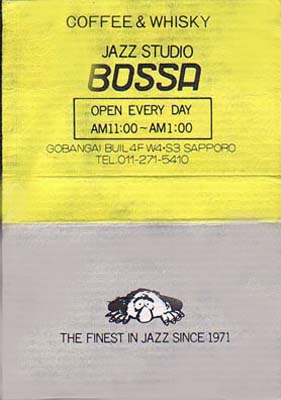 COFFEE & WHISKY
JAZZ STUDIO
BOSSA
OPEN EVERY DAY
AM11:00~AM1:00
GOBANGAI BUIL 4F W4・S3 SAPPORO
TEL.011-271-5410
THE FINEST IN JAZZ SINCE 1971